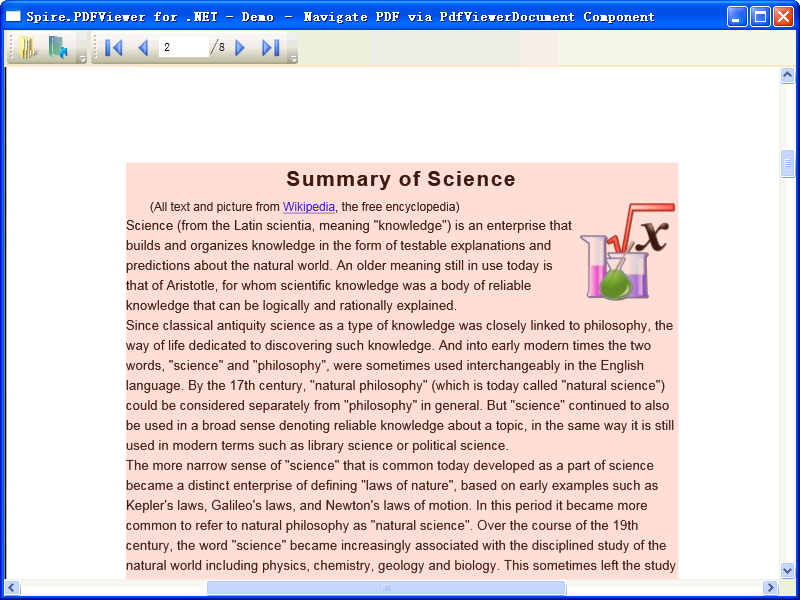 Spire.PDFViewer for .NET - Demo - Navigate PDF via PdfViewerDocument Component
2 /8
Summary of Science
(All text and picture from Wikipedia, the free encyclopedia)
Science (from the Latin scientia, meaning "knowledge") is an enterprise that
builds and organizes knowledge in the form of testable explanations and
predictions about the natural world. An older meaning still in use today is
that of Aristotle, for whom scientific knowledge was a body of reliable
knowledge that can be logically and rationally explained.
Since classical antiquity science as a type of knowledge was closely linked to philosophy, the
way of life dedicated to discovering such knowledge. And into early modern times the two
words, "science" and "philosophy", were sometimes used interchangeably in the English
language. By the 17th century, "natural philosophy" (which is today called "natural science")
could be considered separately from "philosophy" in general. But "science" continued to also
be used in a broad sense denoting reliable knowledge about a topic, in the same way it is still
used in modern terms such as library science or political science.
The more narrow sense of "science" that is common today developed as a part of science
became a distinct enterprise of defining "laws of nature", based on early examples such as
Kepler's laws, Galileo's laws, and Newton's laws of motion. In this period it became more
common to refer to natural philosophy as "natural science". Over the course of the 19th
century, the word "science" became increasingly associated with the disciplined study of the
natural world including physics, chemistry, geology and biology. This sometimes left the study
√x